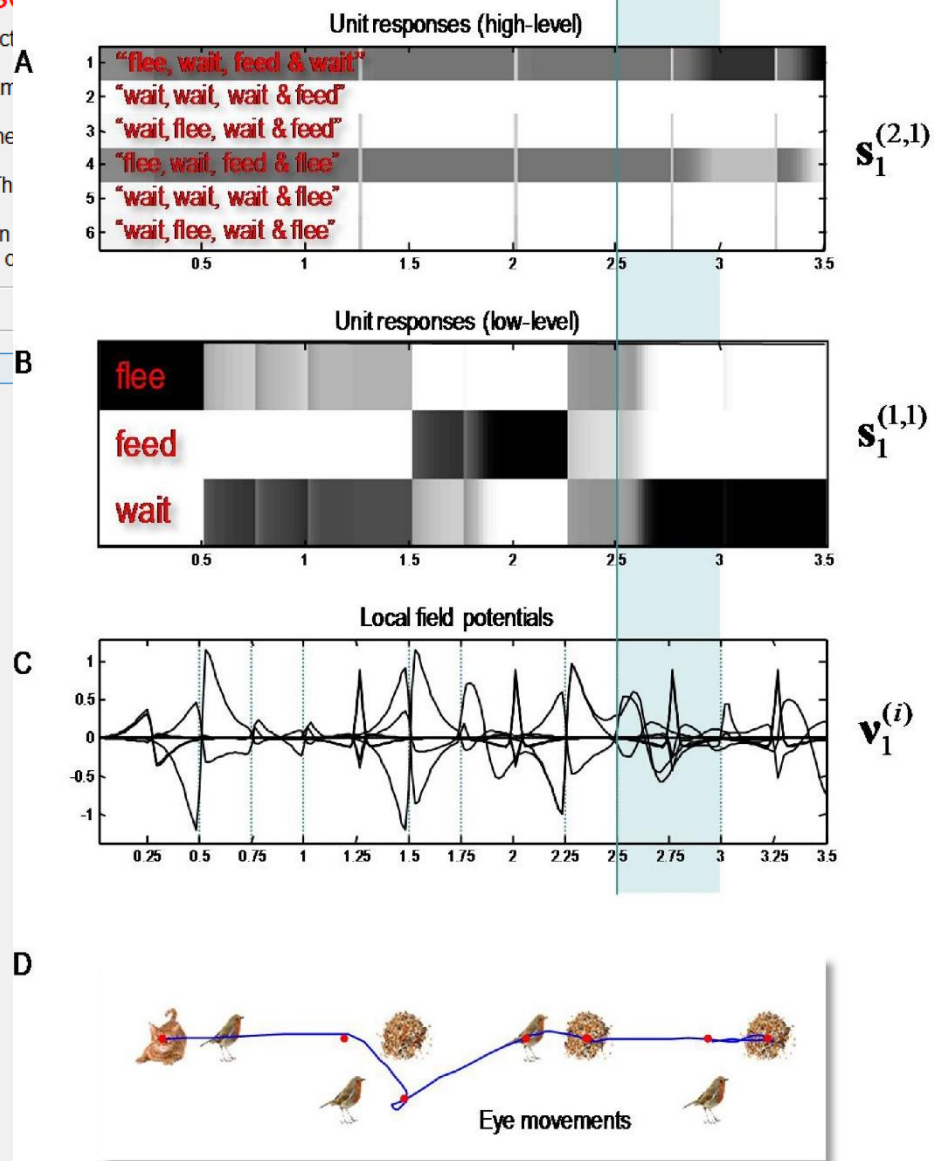 Unit responses (high-level)
A
1 "flee, wait, feed & wait"
2 "wait, wait, wait & feed"
3 "wait, flee, wait & feed"
4 "flee, wait, feed & flee"
5 "wait, wait, wait & flee"
6 "wait, flee, wait & flee"
s₁^(2,1)
0.5 1 1.5 2 2.5 3 3.5
Unit responses (low-level)
B
flee
feed
wait
s₁^(1,1)
0.5 1 1.5 2 2.5 3 3.5
Local field potentials
C
1
0.5
0
-0.5
-1
v₁^(i)
0.25 0.5 0.75 1 1.25 1.5 1.75 2 2.25 2.5 2.75 3 3.25 3.5
D
Eye movements